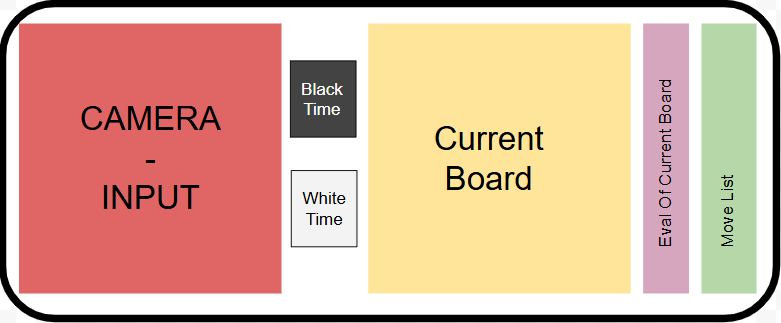 CAMERA
-
INPUT
Black
Time
White
Time
Current
Board
Eval Of Current Board
Move List